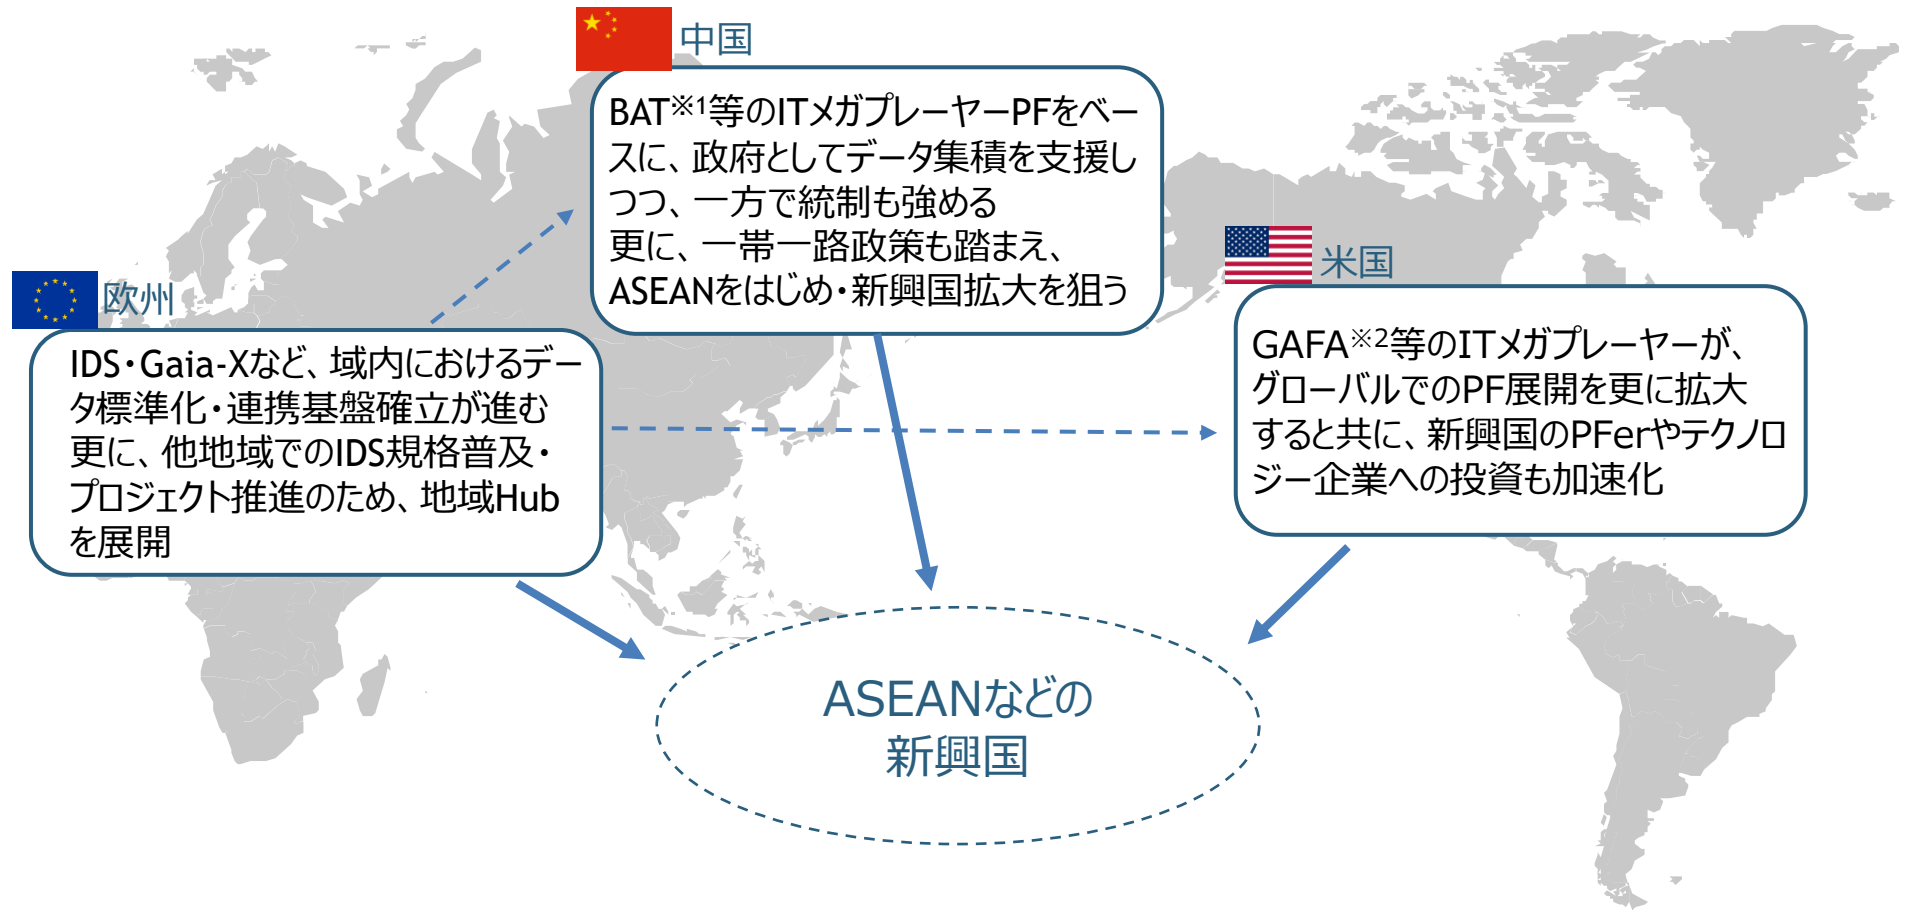 中国
BAT※1等のITメガプレーヤーPFをベー
スに、政府としてデータ集積を支援し
つつ、一方で統制も強める
更に、一帯一路政策も踏まえ、
ASEANをはじめ・新興国拡大を狙う
米国
GAFA※2等のITメガプレーヤーが、
グローバルでのPF展開を更に拡大
すると共に、新興国のPFerやテクノロ
ジー企業への投資も加速化
欧州
IDS・Gaia-Xなど、域内におけるデー
タ標準化・連携基盤確立が進む
更に、他地域でのIDS規格普及・
プロジェクト推進のため、地域Hub
を展開
ASEANなどの
新興国